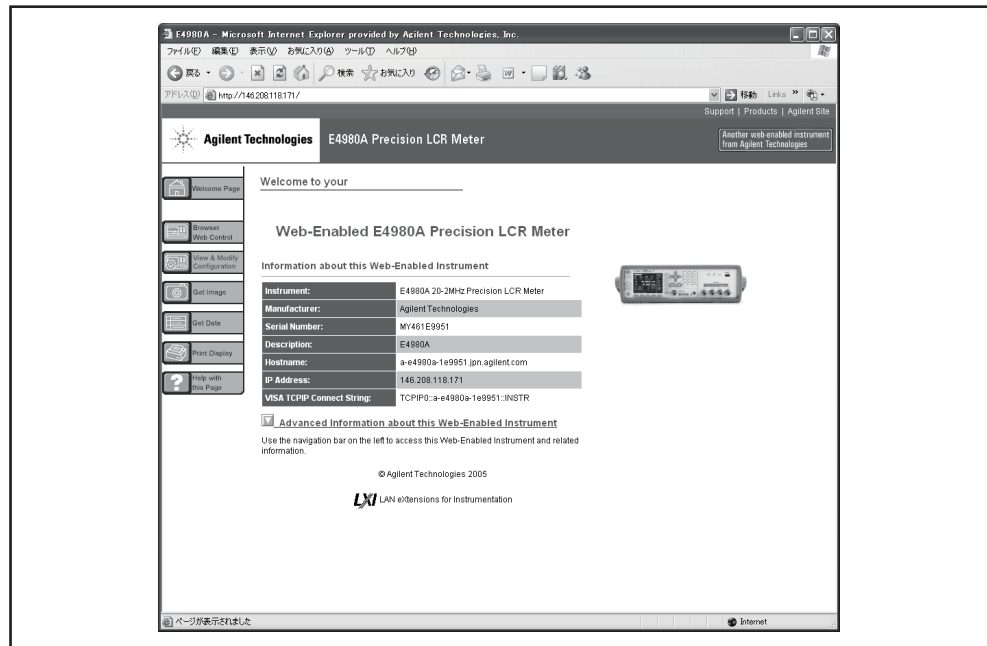 E4980A - Microsoft Internet Explorer provided by Agilent Technologies, Inc.
ファイル(F) 編集(E) 表示(V) お気に入り(A) ツール(T) ヘルプ(H)
戻る 検索 お気に入り
アドレス(D) http://146.208.118.171/ 移動 Links »
Support | Products | Agilent Site
Agilent Technologies E4980A Precision LCR Meter
Another web-enabled instrument
from Agilent Technologies
Welcome Page
Browser
Web Control
View & Modify
Configuration
Get Image
Get Data
Print Display
Help with
this Page
Welcome to your
Web-Enabled E4980A Precision LCR Meter
Information about this Web-Enabled Instrument
Instrument: E4980A 20-2MHz Precision LCR Meter
Manufacturer: Agilent Technologies
Serial Number: MY461E9951
Description: E4980A
Hostname: a-e4980a-1e9951.jpn.agilent.com
IP Address: 146.208.118.171
VISA TCPIP Connect String: TCPIP0::a-e4980a-1e9951::INSTR
Advanced Information about this Web-Enabled Instrument
Use the navigation bar on the left to access this Web-Enabled Instrument and related
information.
© Agilent Technologies 2005
LXI LAN eXtensions for Instrumentation
ページが表示されました Internet